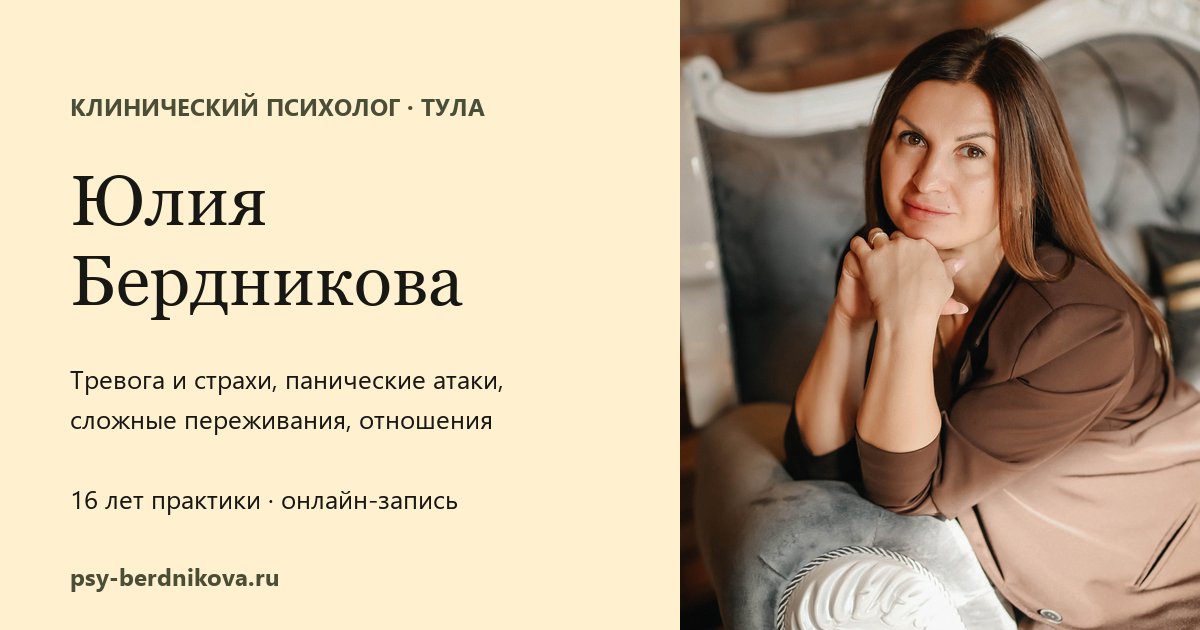 КЛИНИЧЕСКИЙ ПСИХОЛОГ · ТУЛА
Юлия
Бердникова
Тревога и страхи, панические атаки,
сложные переживания, отношения
16 лет практики · онлайн-запись
psy-berdnikova.ru